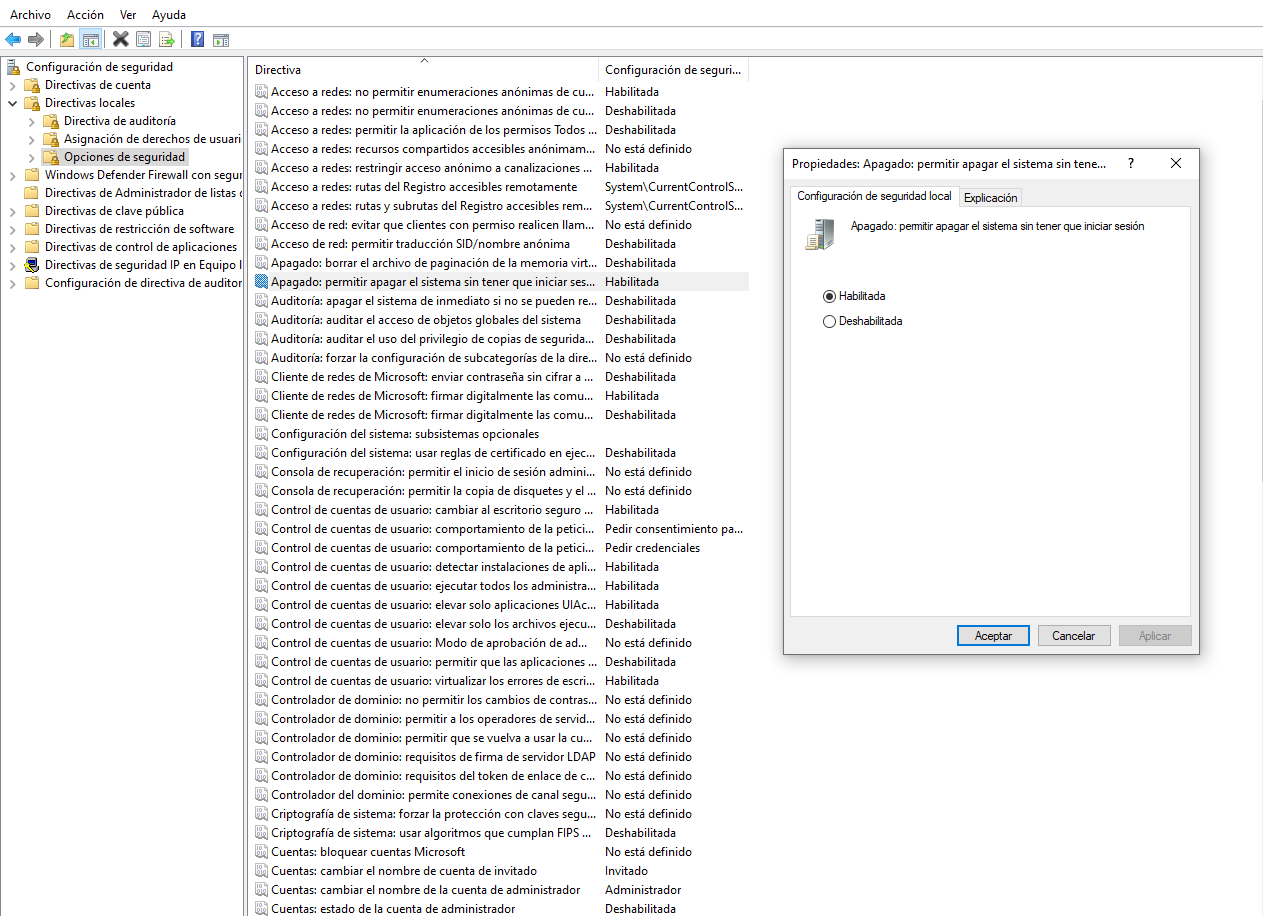 Archivo Acción Ver Ayuda
Configuración de seguridad
Directivas de cuenta
Directivas locales
Directiva de auditoría
Asignación de derechos de usuari
Opciones de seguridad
Windows Defender Firewall con segur
Directivas de Administrador de listas d
Directivas de clave pública
Directivas de restricción de software
Directivas de control de aplicaciones
Directivas de seguridad IP en Equipo l
Configuración de directiva de auditor
Directiva Configuración de seguri...
Acceso a redes: no permitir enumeraciones anónimas de cu... Habilitada
Acceso a redes: no permitir enumeraciones anónimas de cu... Deshabilitada
Acceso a redes: permitir la aplicación de los permisos Todos ... Deshabilitada
Acceso a redes: recursos compartidos accesibles anónimam... No está definido
Acceso a redes: restringir acceso anónimo a canalizaciones ... Habilitada
Acceso a redes: rutas del Registro accesibles remotamente System\CurrentControlS...
Acceso a redes: rutas y subrutas del Registro accesibles rem... System\CurrentControlS...
Acceso de red: evitar que clientes con permiso realicen llam... No está definido
Acceso de red: permitir traducción SID/nombre anónima Deshabilitada
Apagado: borrar el archivo de paginación de la memoria virt... Deshabilitada
Apagado: permitir apagar el sistema sin tener que iniciar ses... Habilitada
Auditoría: apagar el sistema de inmediato si no se pueden re... Deshabilitada
Auditoría: auditar el acceso de objetos globales del sistema Deshabilitada
Auditoría: auditar el uso del privilegio de copias de segurida... Deshabilitada
Auditoría: forzar la configuración de subcategorías de la dire... No está definido
Cliente de redes de Microsoft: enviar contraseña sin cifrar a ... Deshabilitada
Cliente de redes de Microsoft: firmar digitalmente las comu... Habilitada
Cliente de redes de Microsoft: firmar digitalmente las comu... Deshabilitada
Configuración del sistema: subsistemas opcionales
Configuración del sistema: usar reglas de certificado en ejec... Deshabilitada
Consola de recuperación: permitir el inicio de sesión admini... No está definido
Consola de recuperación: permitir la copia de disquetes y el ... No está definido
Control de cuentas de usuario: cambiar al escritorio seguro ... Habilitada
Control de cuentas de usuario: comportamiento de la petici... Pedir consentimiento pa...
Control de cuentas de usuario: comportamiento de la petici... Pedir credenciales
Control de cuentas de usuario: detectar instalaciones de apli... Habilitada
Control de cuentas de usuario: ejecutar todos los administra... Habilitada
Control de cuentas de usuario: elevar solo aplicaciones UIAc... Habilitada
Control de cuentas de usuario: elevar solo los archivos ejecu... Deshabilitada
Control de cuentas de usuario: Modo de aprobación de ad... No está definido
Control de cuentas de usuario: permitir que las aplicaciones ... Deshabilitada
Control de cuentas de usuario: virtualizar los errores de escri... Habilitada
Controlador de dominio: no permitir los cambios de contras... No está definido
Controlador de dominio: permitir a los operadores de servid... No está definido
Controlador de dominio: permitir que se vuelva a usar la cu... No está definido
Controlador de dominio: requisitos de firma de servidor LDAP No está definido
Controlador de dominio: requisitos del token de enlace de c... No está definido
Controlador del dominio: permite conexiones de canal segu... No está definido
Criptografía de sistema: forzar la protección con claves segu... No está definido
Criptografía de sistema: usar algoritmos que cumplan FIPS ... Deshabilitada
Cuentas: bloquear cuentas Microsoft No está definido
Cuentas: cambiar el nombre de cuenta de invitado Invitado
Cuentas: cambiar el nombre de la cuenta de administrador Administrador
Cuentas: estado de la cuenta de administrador Deshabilitada
Propiedades: Apagado: permitir apagar el sistema sin tene... ?
Configuración de seguridad local Explicación
Apagado: permitir apagar el sistema sin tener que iniciar sesión
Habilitada
Deshabilitada
Aceptar Cancelar Aplicar